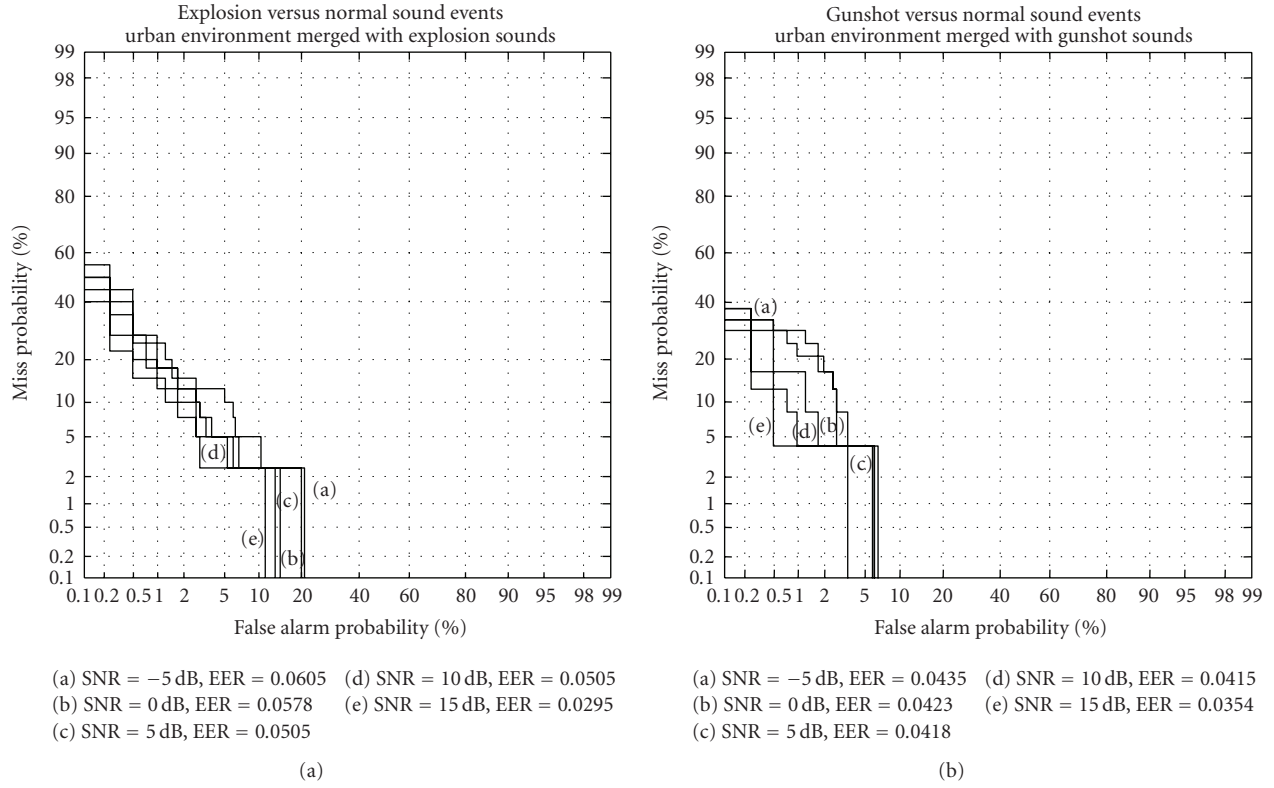 Explosion versus normal sound events
urban environment merged with explosion sounds
Miss probability (%)
99
98
95
90
80
60
40
20
10
5
2
1
0.5
0.2
0.1
(d)
(a)
(c)
(e)
(b)
0.1 0.2 0.5 1 2 5 10 20 40 60 80 90 95 98 99
False alarm probability (%)
(a) SNR = −5 dB, EER = 0.0605 (d) SNR = 10 dB, EER = 0.0505
(b) SNR = 0 dB, EER = 0.0578 (e) SNR = 15 dB, EER = 0.0295
(c) SNR = 5 dB, EER = 0.0505
(a)
Gunshot versus normal sound events
urban environment merged with gunshot sounds
Miss probability (%)
99
98
95
90
80
60
40
20
10
5
2
1
0.5
0.2
0.1
(a)
(e) (d) (b)
(c)
0.1 0.2 0.5 1 2 5 10 20 40 60 80 90 95 98 99
False alarm probability (%)
(a) SNR = −5 dB, EER = 0.0435 (d) SNR = 10 dB, EER = 0.0415
(b) SNR = 0 dB, EER = 0.0423 (e) SNR = 15 dB, EER = 0.0354
(c) SNR = 5 dB, EER = 0.0418
(b)